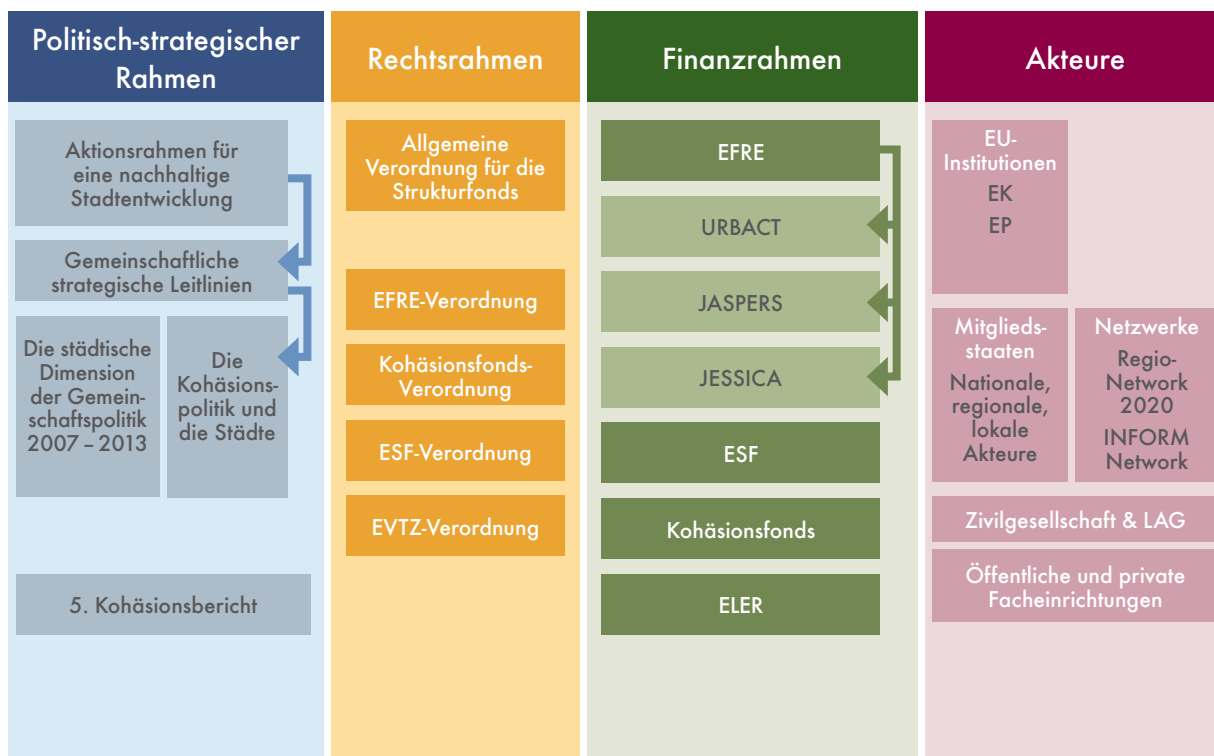 Politisch-strategischer
Rahmen
Aktionsrahmen für
eine nachhaltige
Stadtentwicklung
Gemeinschaftliche
strategische Leitlinien
Die städtische
Dimension
der Gemein-
schaftspolitik
2007 – 2013
Die
Kohäsions-
politik und
die Städte
5. Kohäsionsbericht
Rechtsrahmen
Allgemeine
Verordnung für die
Strukturfonds
EFRE-Verordnung
Kohäsionsfonds-
Verordnung
ESF-Verordnung
EVTZ-Verordnung
Finanzrahmen
EFRE
URBACT
JASPERS
JESSICA
ESF
Kohäsionsfonds
ELER
Akteure
EU-
Institutionen
EK
EP
Mitglieds-
staaten
Nationale,
regionale,
lokale
Akteure
Netzwerke
Regio-
Network
2020
INFORM
Network
Zivilgesellschaft & LAG
Öffentliche und private
Facheinrichtungen